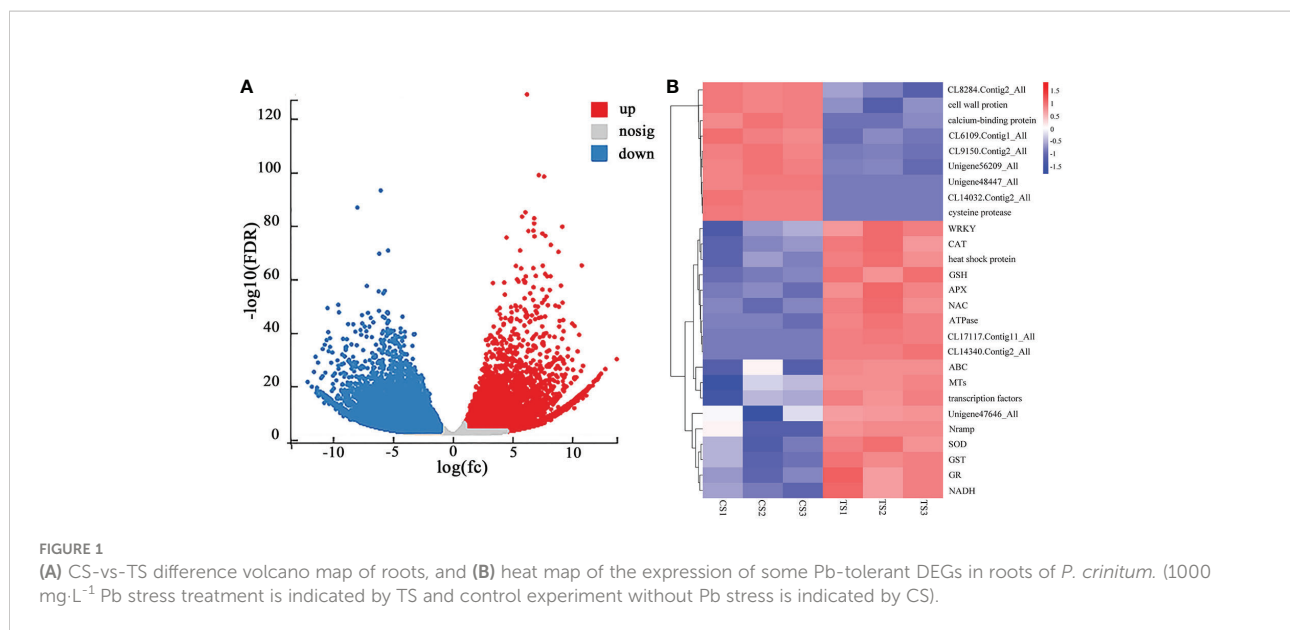 A
120
100
80
60
40
20
0
-log10(FDR)
-10
-5
0
5
10
log(fc)
up
nosig
down
B
CL8284.Contig2_All
cell wall protien
calcium-binding protein
CL6109.Contig1_All
CL9150.Contig2_All
Unigene56209_All
Unigene48447_All
CL14032.Contig2_All
cysteine protease
WRKY
CAT
heat shock protein
GSH
APX
NAC
ATPase
CL17117.Contig11_All
CL14340.Contig2_All
ABC
MTs
transcription factors
Unigene47646_All
Nramp
SOD
GST
GR
NADH
CS1
CS2
CS3
TS1
TS2
TS3
1.5
1
0.5
0
-0.5
-1
-1.5
FIGURE 1
(A) CS-vs-TS difference volcano map of roots, and (B) heat map of the expression of some Pb-tolerant DEGs in roots of P. crinitum. (1000
mg·L⁻¹ Pb stress treatment is indicated by TS and control experiment without Pb stress is indicated by CS).